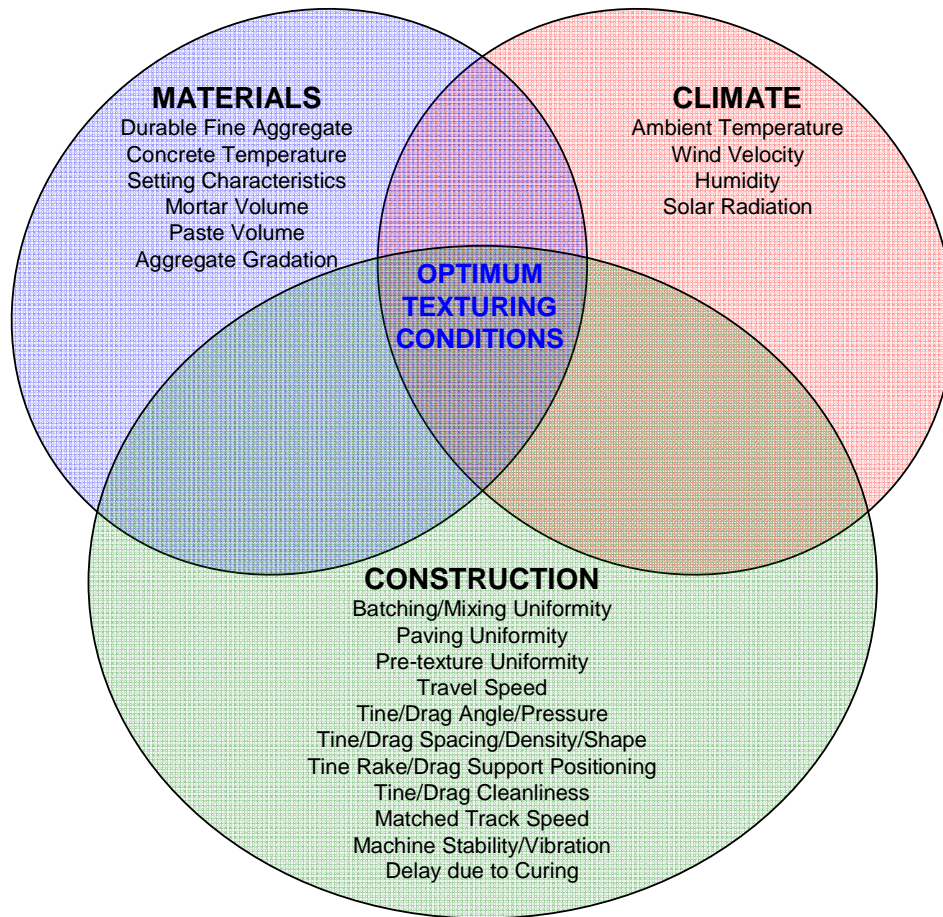 MATERIALS
Durable Fine Aggregate
Concrete Temperature
Setting Characteristics
Mortar Volume
Paste Volume
Aggregate Gradation
CLIMATE
Ambient Temperature
Wind Velocity
Humidity
Solar Radiation
OPTIMUM
TEXTURING
CONDITIONS
CONSTRUCTION
Batching/Mixing Uniformity
Paving Uniformity
Pre-texture Uniformity
Travel Speed
Tine/Drag Angle/Pressure
Tine/Drag Spacing/Density/Shape
Tine Rake/Drag Support Positioning
Tine/Drag Cleanliness
Matched Track Speed
Machine Stability/Vibration
Delay due to Curing